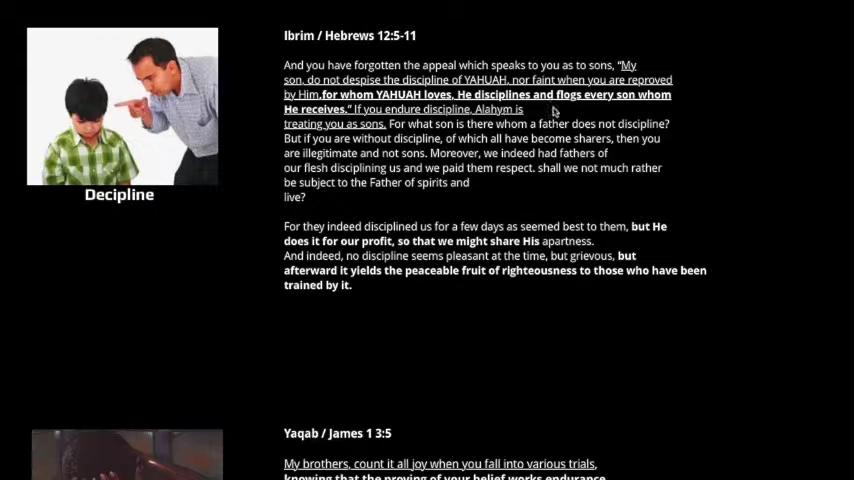 Ibrim / Hebrews 12:5-11
And you have forgotten the appeal which speaks to you as to sons, “My
son, do not despise the discipline of YAHUAH, nor faint when you are reproved
by Him,for whom YAHUAH loves, He disciplines and flogs every son whom
He receives.” If you endure discipline, Alahym is
treating you as sons. For what son is there whom a father does not discipline?
But if you are without discipline, of which all have become sharers, then you
are illegitimate and not sons. Moreover, we indeed had fathers of
our flesh disciplining us and we paid them respect. shall we not much rather
be subject to the Father of spirits and
live?
Decipline
For they indeed disciplined us for a few days as seemed best to them, but He
does it for our profit, so that we might share His apartness.
And indeed, no discipline seems pleasant at the time, but grievous, but
afterward it yields the peaceable fruit of righteousness to those who have been
trained by it.
Yaqab / James 1 3:5
My brothers, count it all joy when you fall into various trials,
knowing that the proving of your belief works endurance